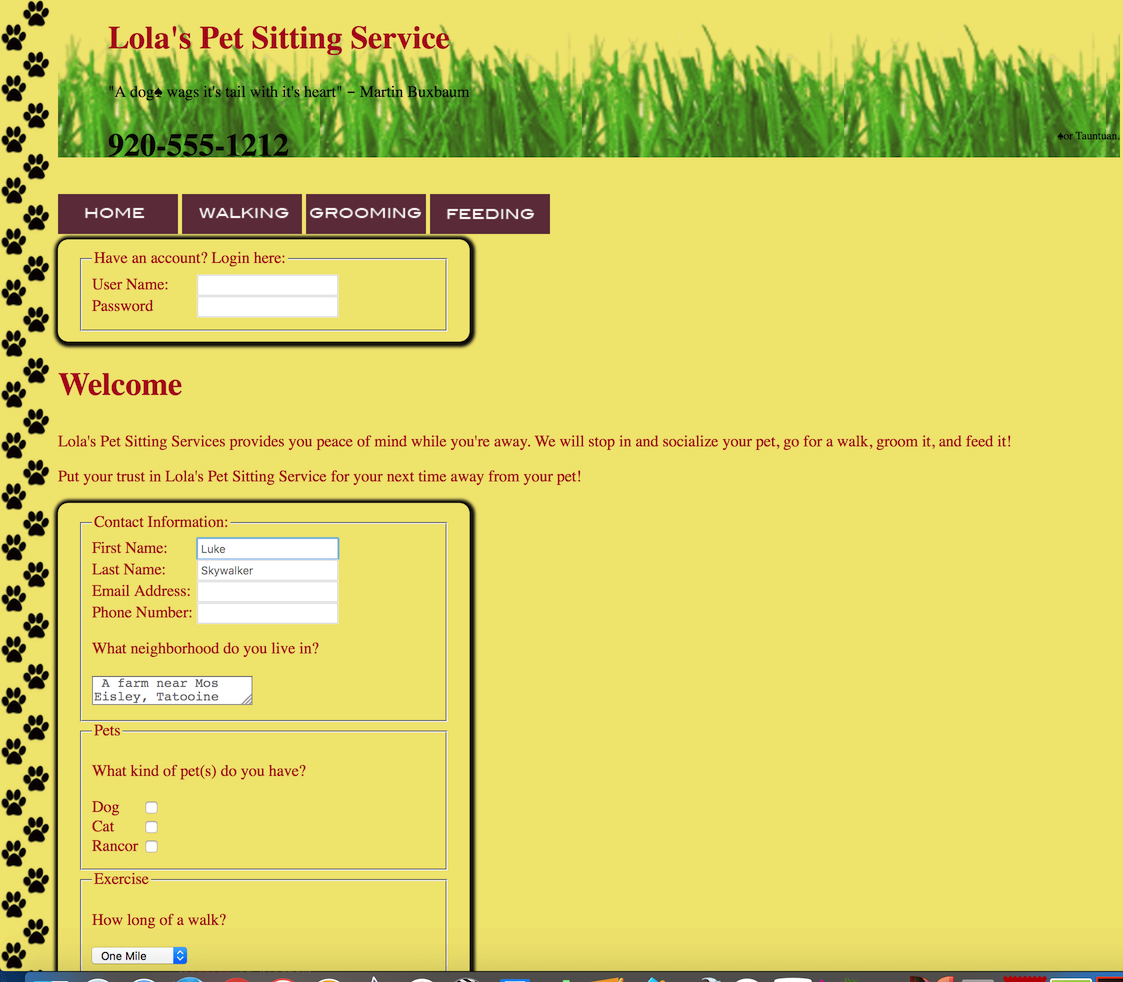 Lola's Pet Sitting Service
"A dog♠ wags it's tail with it's heart" ~ Martin Buxbaum
♠or Tauntuan.
920-555-1212
HOME WALKING GROOMING FEEDING
Have an account? Login here:
User Name:
Password
Welcome
Lola's Pet Sitting Services provides you peace of mind while you're away. We will stop in and socialize your pet, go for a walk, groom it, and feed it!
Put your trust in Lola's Pet Sitting Service for your next time away from your pet!
Contact Information:
First Name: Luke
Last Name: Skywalker
Email Address:
Phone Number:
What neighborhood do you live in?
A farm near Mos
Eisley, Tatooine
Pets
What kind of pet(s) do you have?
Dog
Cat
Rancor
Exercise
How long of a walk?
One Mile